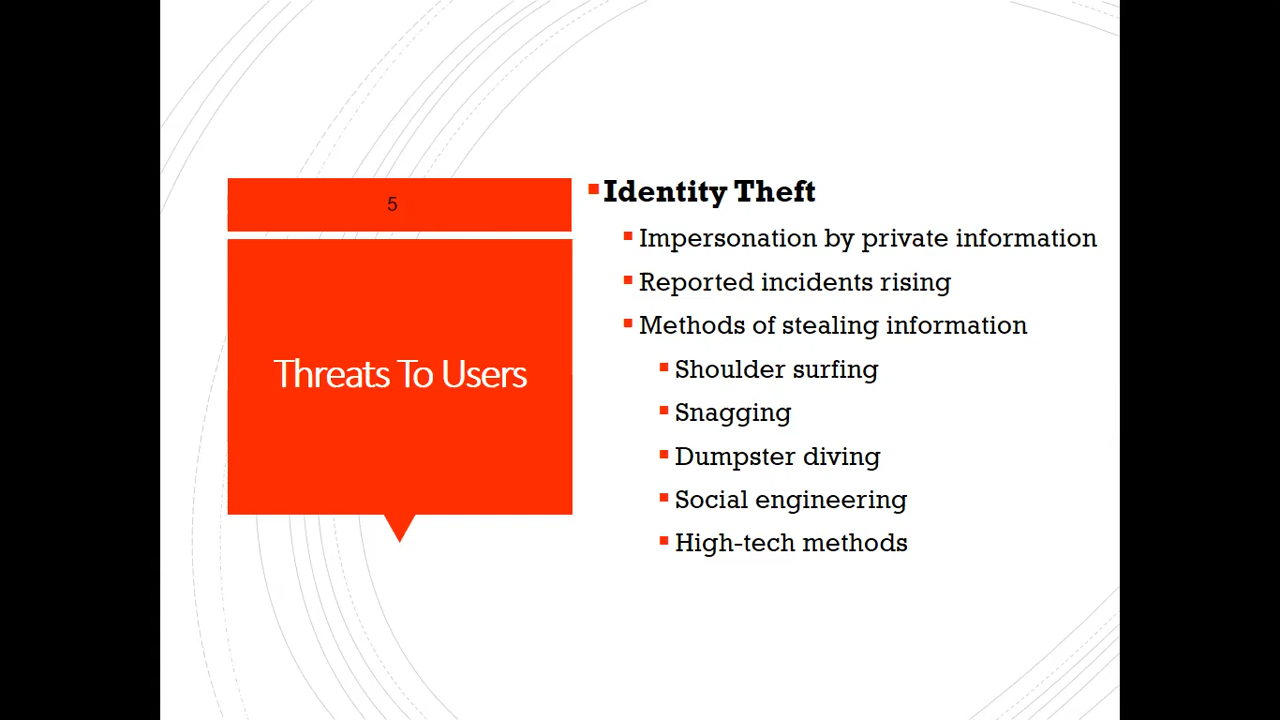 5
Threats To Users
Identity Theft
Impersonation by private information
Reported incidents rising
Methods of stealing information
Shoulder surfing
Snagging
Dumpster diving
Social engineering
High-tech methods